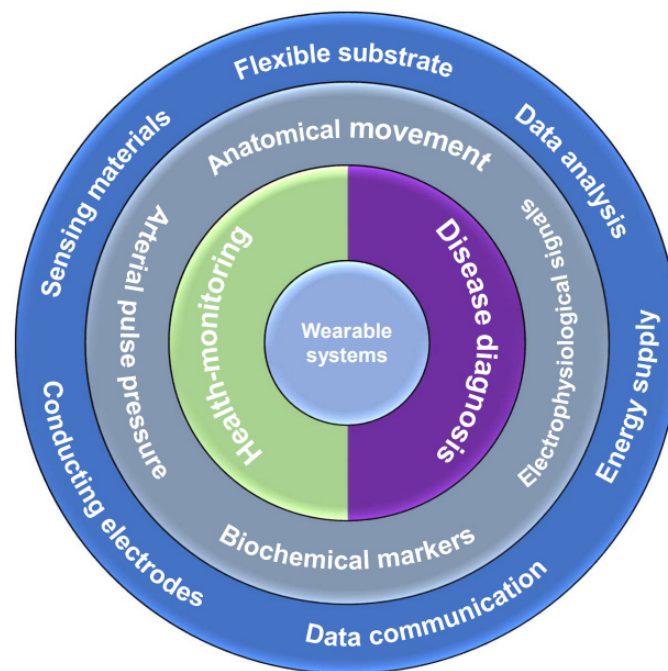 Flexible substrate
Data analysis
Energy supply
Data communication
Conducting electrodes
Sensing materials
Anatomical movement
Electrophysiological signals
Biochemical markers
Arterial pulse pressure
Health-monitoring
Disease diagnosis
Wearable
systems